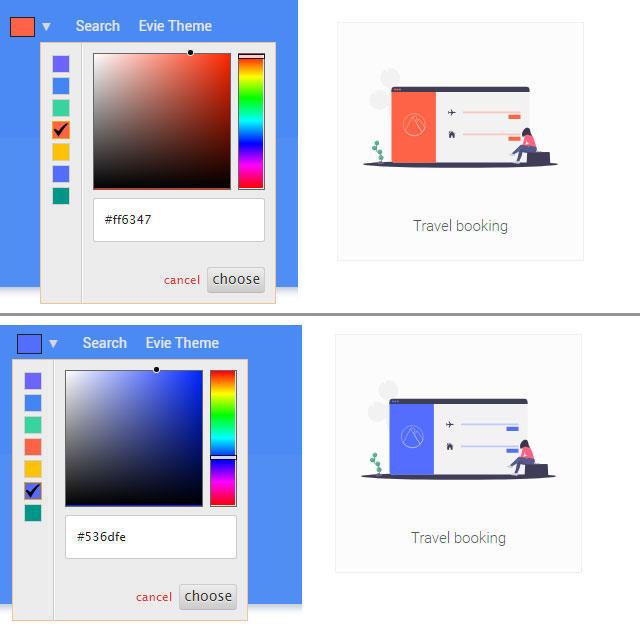 Search Evie Theme
#ff6347
cancel choose
Travel booking
Search Evie Theme
#536dfe
cancel choose
Travel booking